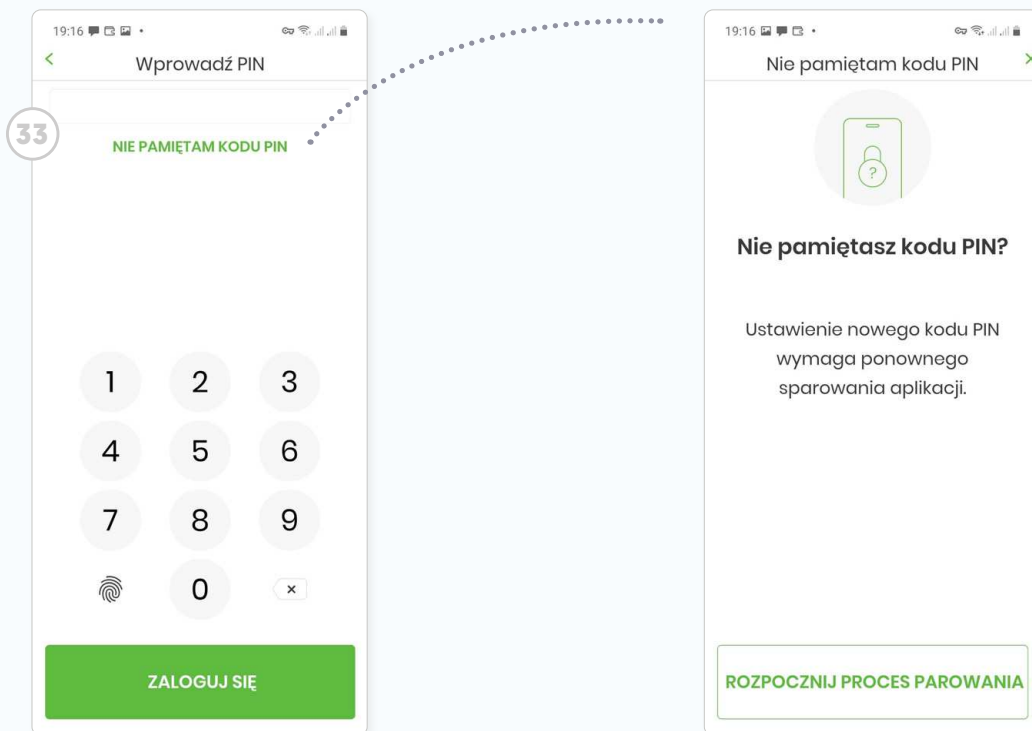 19:16
Wprowadź PIN
33
NIE PAMIĘTAM KODU PIN
1 2 3
4 5 6
7 8 9
0
ZALOGUJ SIĘ
19:16
Nie pamiętam kodu PIN
?
Nie pamiętasz kodu PIN?
Ustawienie nowego kodu PIN
wymaga ponownego
sparowania aplikacji.
ROZPOCZNIJ PROCES PAROWANIA